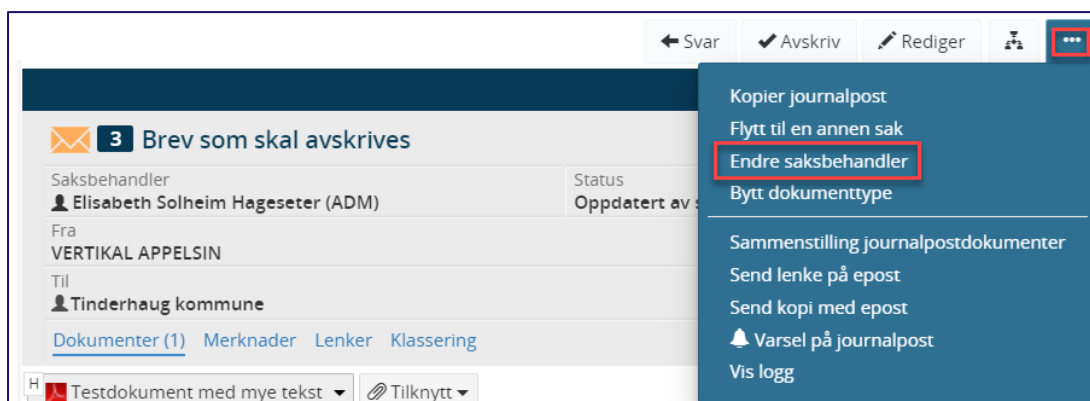 Svar Avskriv Rediger
Kopier journalpost
Flytt til en annen sak
Endre saksbehandler
Bytt dokumenttype
Sammenstilling journalpostdokumenter
Send lenke på epost
Send kopi med epost
Varsel på journalpost
Vis logg
3 Brev som skal avskrives
Saksbehandler
Elisabeth Solheim Hageseter (ADM)
Status
Oppdatert av
Fra
VERTIKAL APPELSIN
Til
Tinderhaug kommune
Dokumenter (1) Merknader Lenker Klassering
H Testdokument med mye tekst Tilknytt